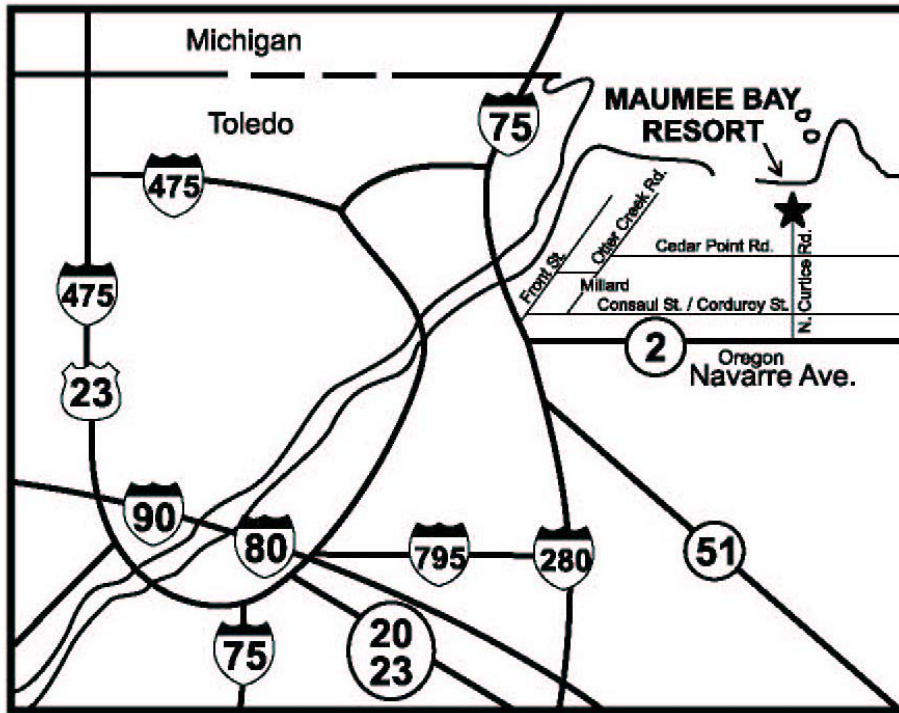 Michigan
Toledo
75
MAUMEE BAY
RESORT
475
Otter Creek Rd.
Front St.
Cedar Point Rd.
N. Curtice Rd.
475
Millard
Consaul St. / Corduroy St.
2
Oregon
Navarre Ave.
23
90
80
795
280
51
75
20
23